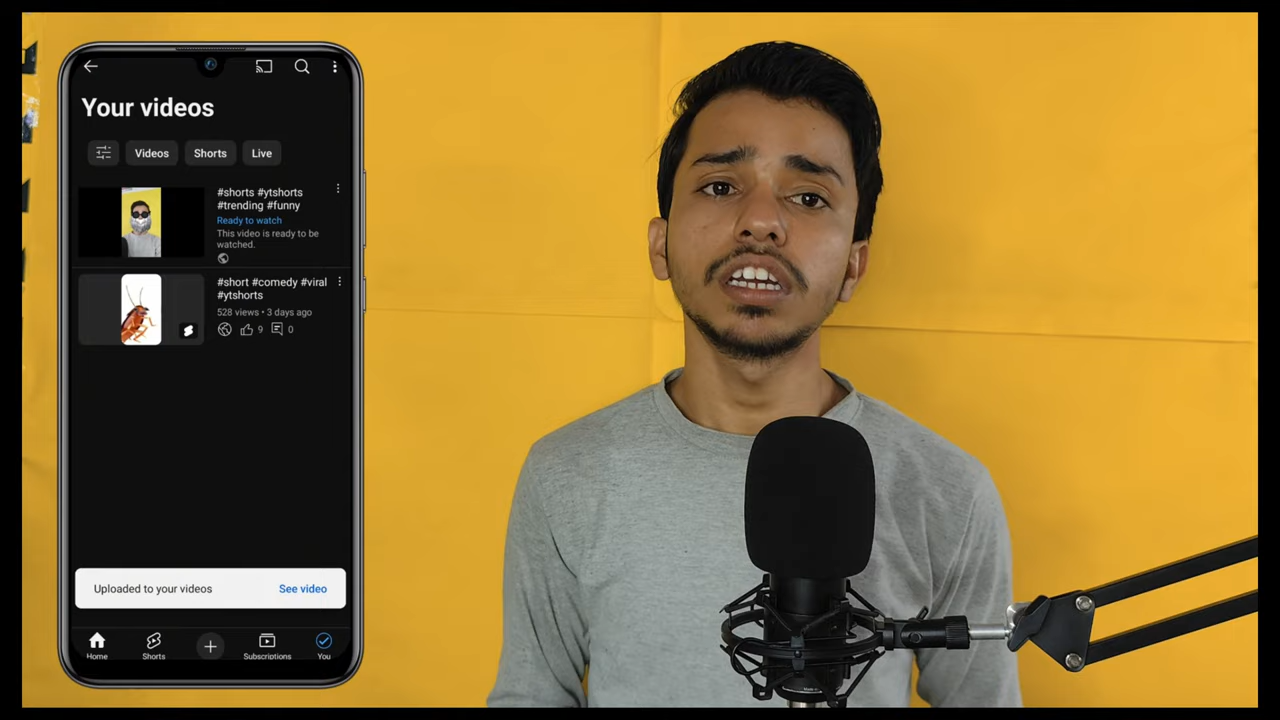 Your videos
Videos
Shorts
Live
#shorts #ytshorts
#trending #funny
Ready to watch
This video is ready to be
watched.
#short #comedy #viral
#ytshorts
528 views • 3 days ago
9
0
Uploaded to your videos
See video
Home
Shorts
Subscriptions
You